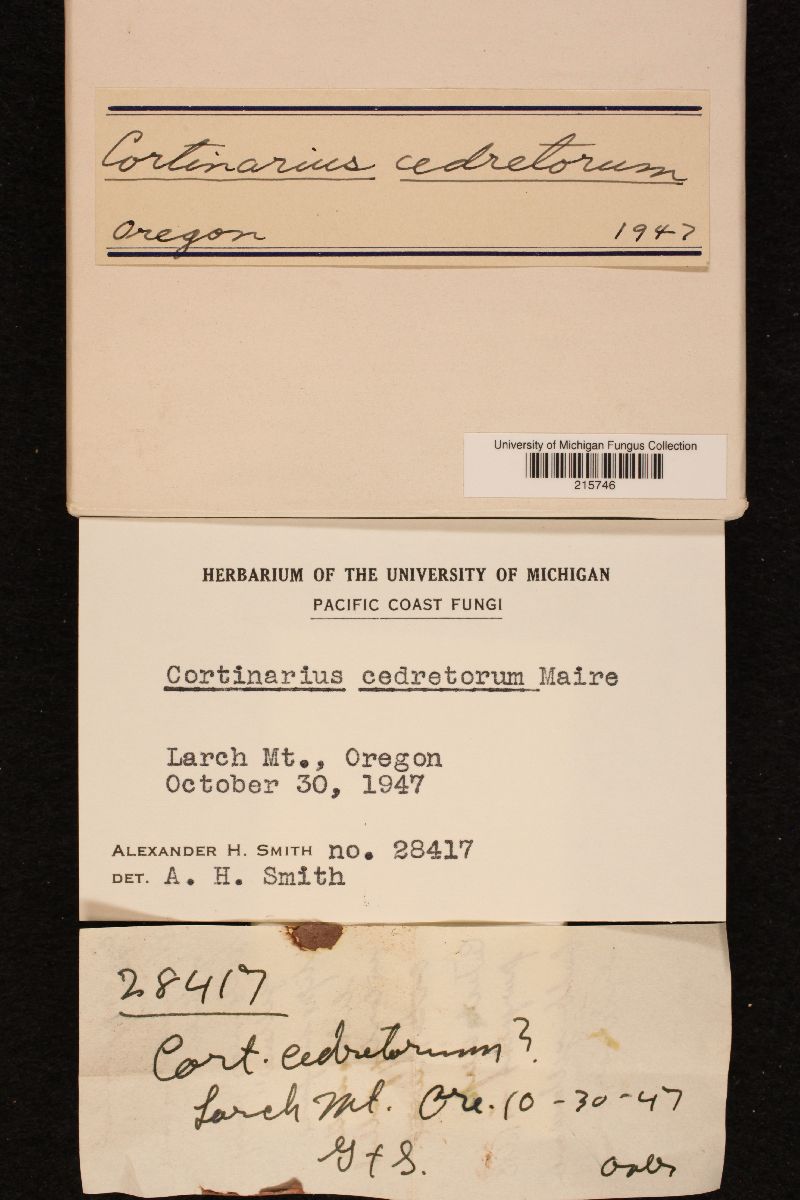 Cortinarius cedretorum
Oregon 1947
University of Michigan Fungus Collection
215746
HERBARIUM OF THE UNIVERSITY OF MICHIGAN
PACIFIC COAST FUNGI
Cortinarius cedretorum Maire
Larch Mt., Oregon
October 30, 1947
ALEXANDER H. SMITH no. 28417
DET. A. H. Smith
28417
Cort. cedretorum?
Larch Mt. Ore. 10-30-47
G + S.